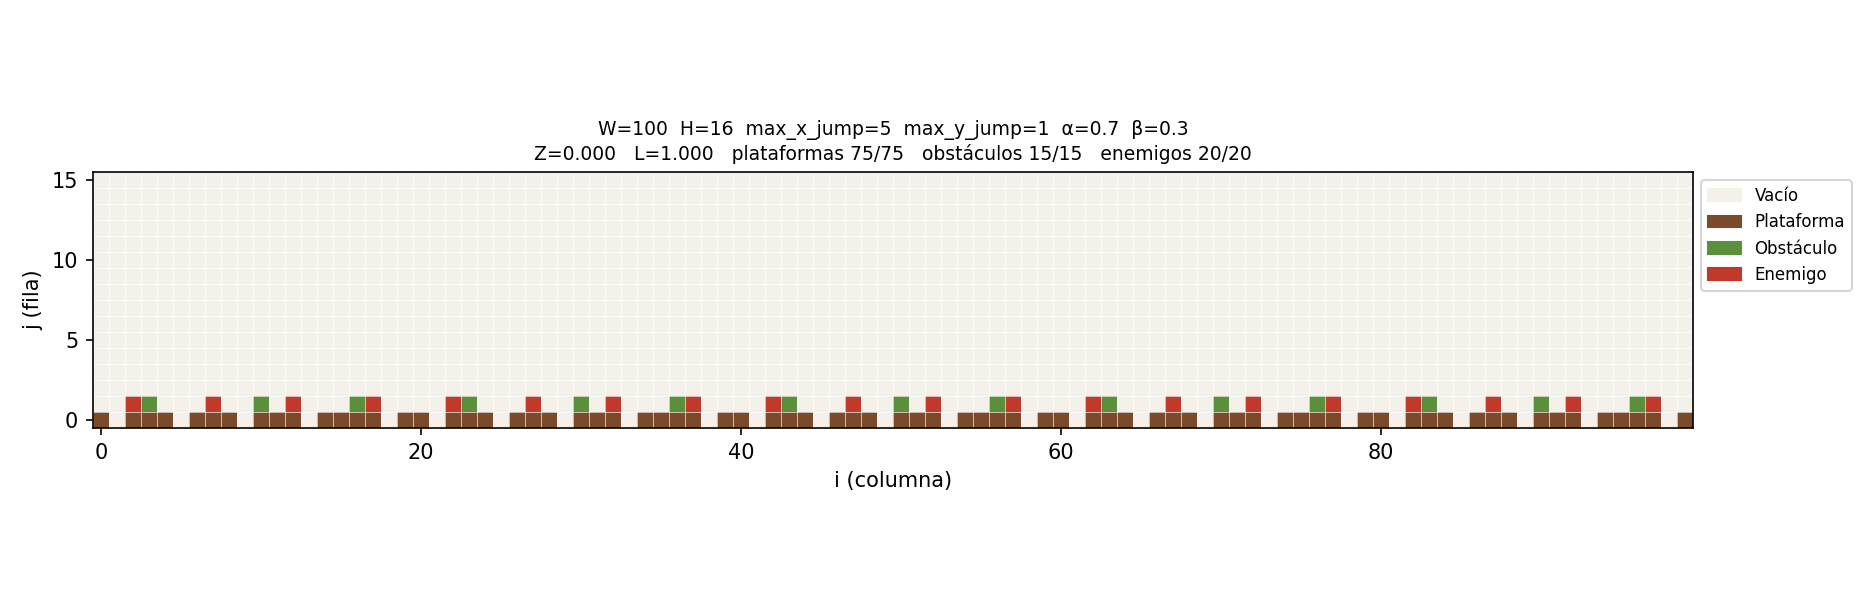 W=100 H=16 max_x_jump=5 max_y_jump=1 α=0.7 β=0.3
Z=0.000 L=1.000 plataformas 75/75 obstáculos 15/15 enemigos 20/20
15
10
5
0
j (fila)
0 20 40 60 80
i (columna)
Vacío
Plataforma
Obstáculo
Enemigo